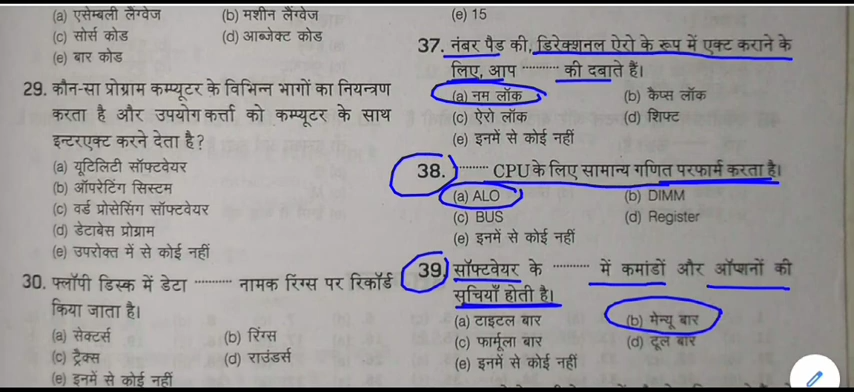 (a) एसेम्बली लैंग्वेज (b) मशीन लैंग्वेज
(c) सोर्स कोड (d) आब्जेक्ट कोड
(e) बार कोड
29. कौन-सा प्रोग्राम कम्प्यूटर के विभिन्न भागों का नियन्त्रण
करता है और उपयोगकर्त्ता को कम्प्यूटर के साथ
इन्टरएक्ट करने देता है?
(a) यूटिलिटी सॉफ्टवेयर
(b) ऑपरेटिंग सिस्टम
(c) वर्ड प्रोसेसिंग सॉफ्टवेयर
(d) डेटाबेस प्रोग्राम
(e) उपरोक्त में से कोई नहीं
30. फ्लॉपी डिस्क में डेटा .......... नामक रिंग्स पर रिकॉर्ड
किया जाता है।
(a) सेक्टर्स (b) रिंग्स
(c) ट्रैक्स (d) राउंडर्स
(e) इनमें से कोई नहीं
(e) 15
37. नंबर पैड की, डिरेक्शनल ऐरो के रूप में एक्ट कराने के
लिए, आप .......... की दबाते हैं।
(a) नम लॉक (b) कैप्स लॉक
(c) ऐरो लॉक (d) शिफ्ट
(e) इनमें से कोई नहीं
38. .......... CPU के लिए सामान्य गणित परफार्म करता है।
(a) ALO (b) DIMM
(c) BUS (d) Register
(e) इनमें से कोई नहीं
39. सॉफ्टवेयर के .......... में कमांडों और ऑप्शनों की
सूचियाँ होती है।
(a) टाइटल बार (b) मेन्यू बार
(c) फार्मूला बार (d) टूल बार
(e) इनमें से कोई नहीं